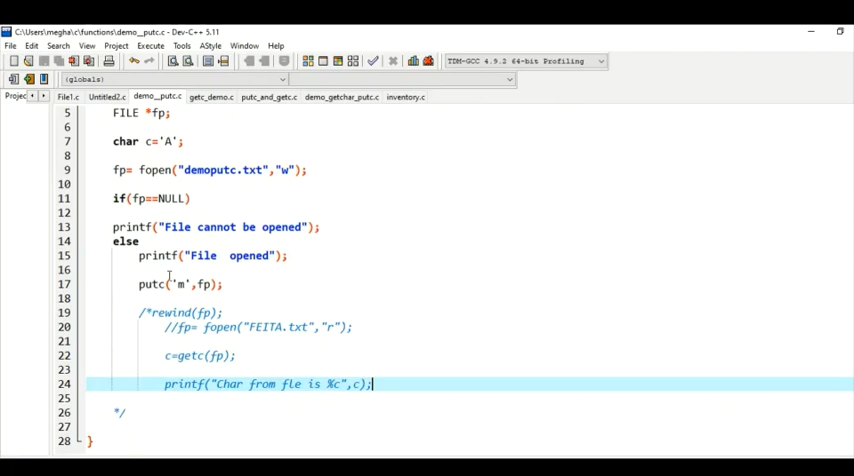 C:\Users\megha\c\functions\demo__putc.c - Dev-C++ 5.11
File Edit Search View Project Execute Tools AStyle Window Help
TDM-GCC 4.9.2 64-bit Profiling
(globals)
Projec File1.c Untitled2.c demo__putc.c getc_demo.c putc_and_getc.c demo_getchar_putc.c inventory.c
5 FILE *fp;
6
7 char c='A';
8
9 fp= fopen("demoputc.txt","w");
10
11 if(fp==NULL)
12
13 printf("File cannot be opened");
14 else
15 printf("File  opened");
16
17 putc('m',fp);
18
19 /*rewind(fp);
20 //fp= fopen("FEITA.txt","r");
21
22 c=getc(fp);
23
24 printf("Char from fle is %c",c);
25
26 */
27
28 }